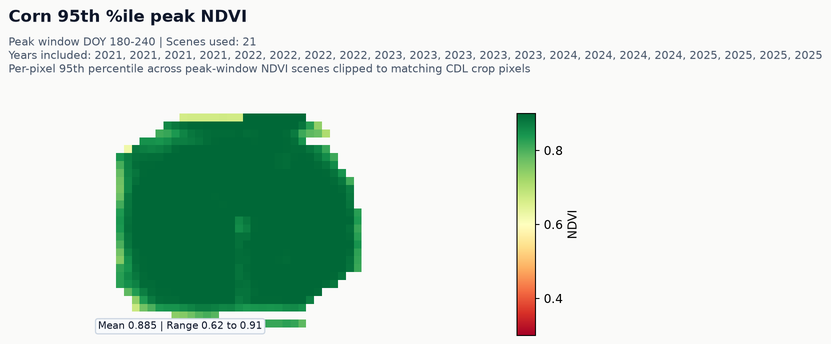 Corn 95th %ile peak NDVI
Peak window DOY 180-240 | Scenes used: 21
Years included: 2021, 2021, 2021, 2021, 2022, 2022, 2022, 2022, 2023, 2023, 2023, 2023, 2023, 2024, 2024, 2024, 2024, 2025, 2025, 2025, 2025
Per-pixel 95th percentile across peak-window NDVI scenes clipped to matching CDL crop pixels
0.8
0.6
0.4
NDVI
Mean 0.885 | Range 0.62 to 0.91